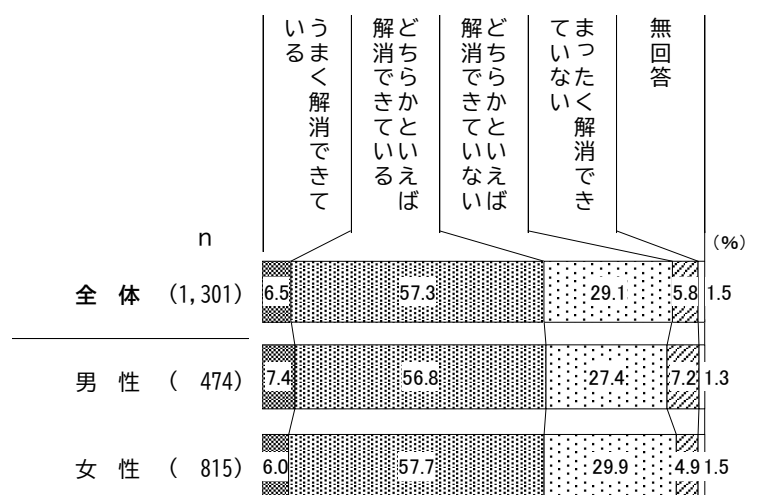 うまく解消できて
いる
どちらかといえば
解消できている
どちらかといえば
解消できていない
まったく解消でき
ていない
無回答
n
(%)
全 体 (1,301) 6.5 57.3 29.1 5.8 1.5
男 性 ( 474) 7.4 56.8 27.4 7.2 1.3
女 性 ( 815) 6.0 57.7 29.9 4.9 1.5